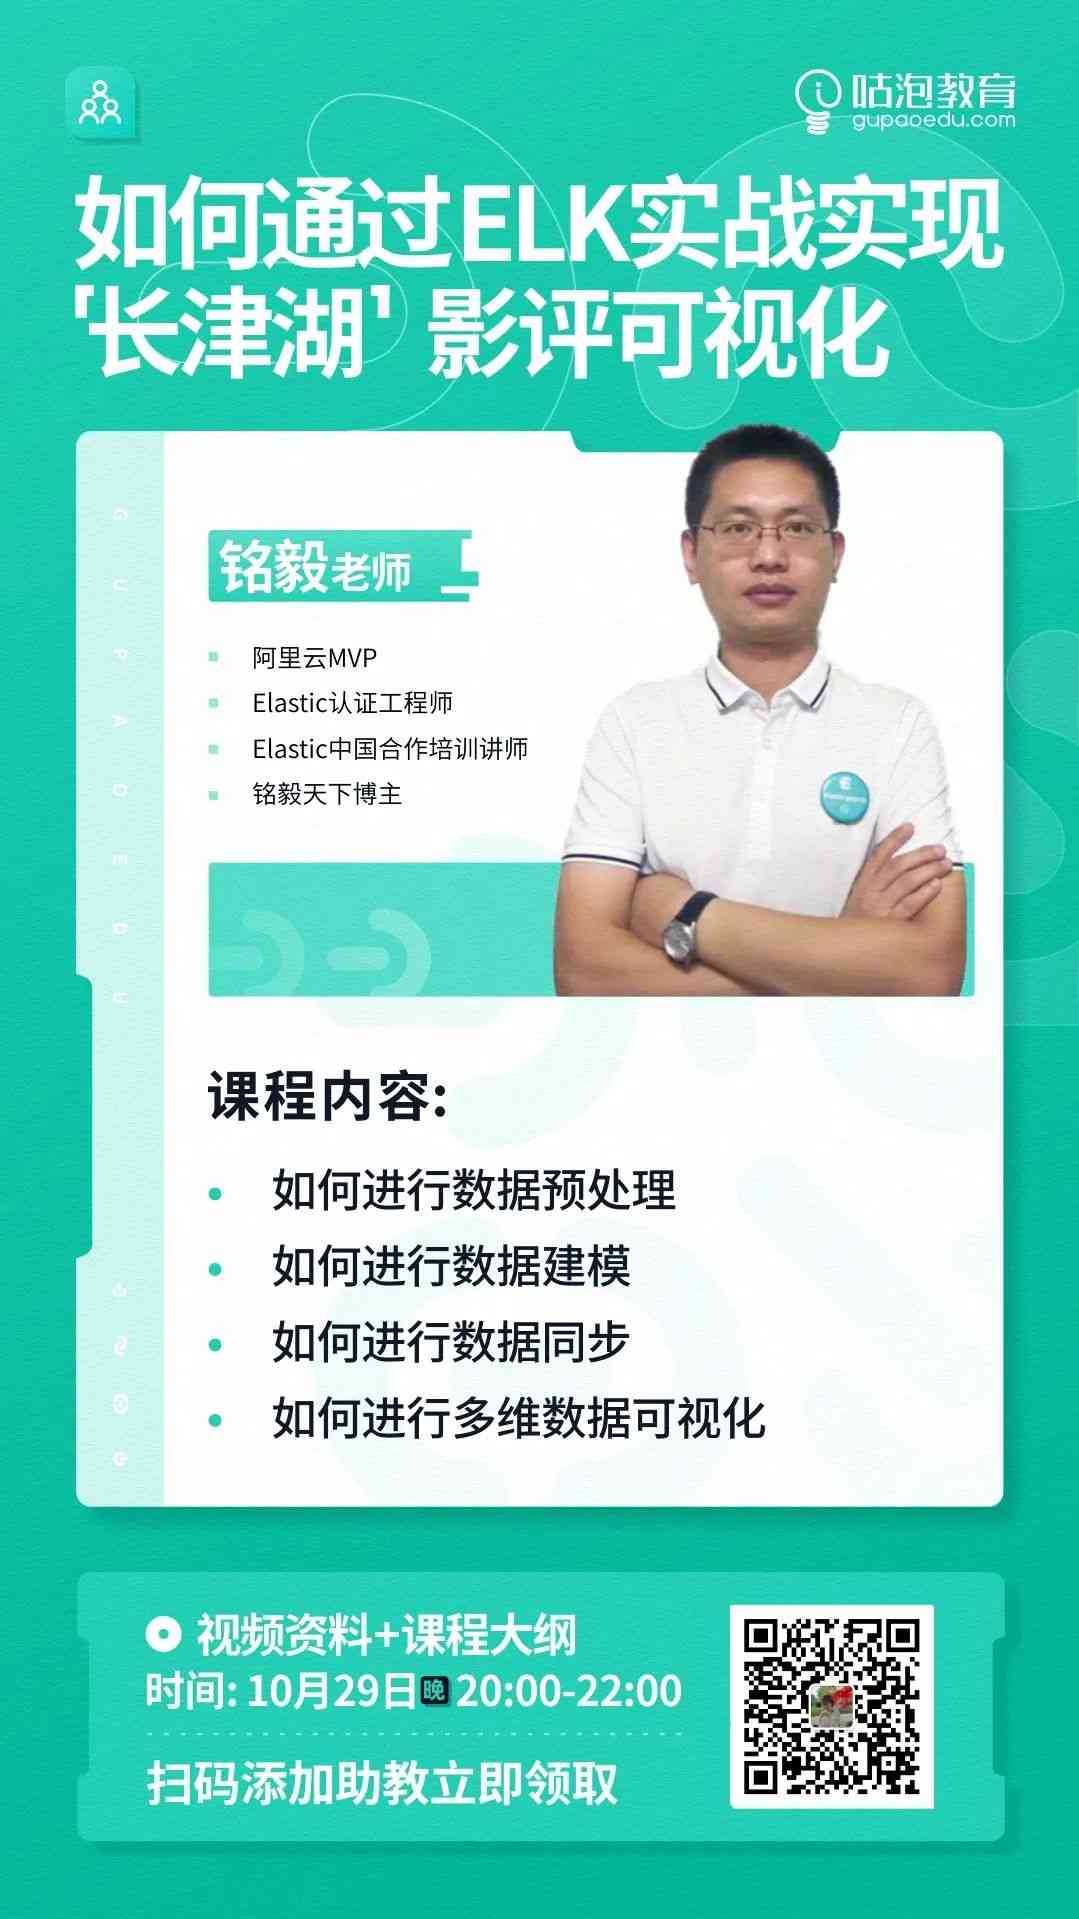 咕泡教育
gupaoedu.com
如何通过ELK实战实现
'长津湖' 影评可视化
GUPAOEDU
铭毅老师
阿里云MVP
Elastic认证工程师
Elastic中国合作培训讲师
铭毅天下博主
课程内容:
如何进行数据预处理
如何进行数据建模
如何进行数据同步
如何进行多维数据可视化
视频资料+课程大纲
时间: 10月29日晚 20:00-22:00
扫码添加助教立即领取